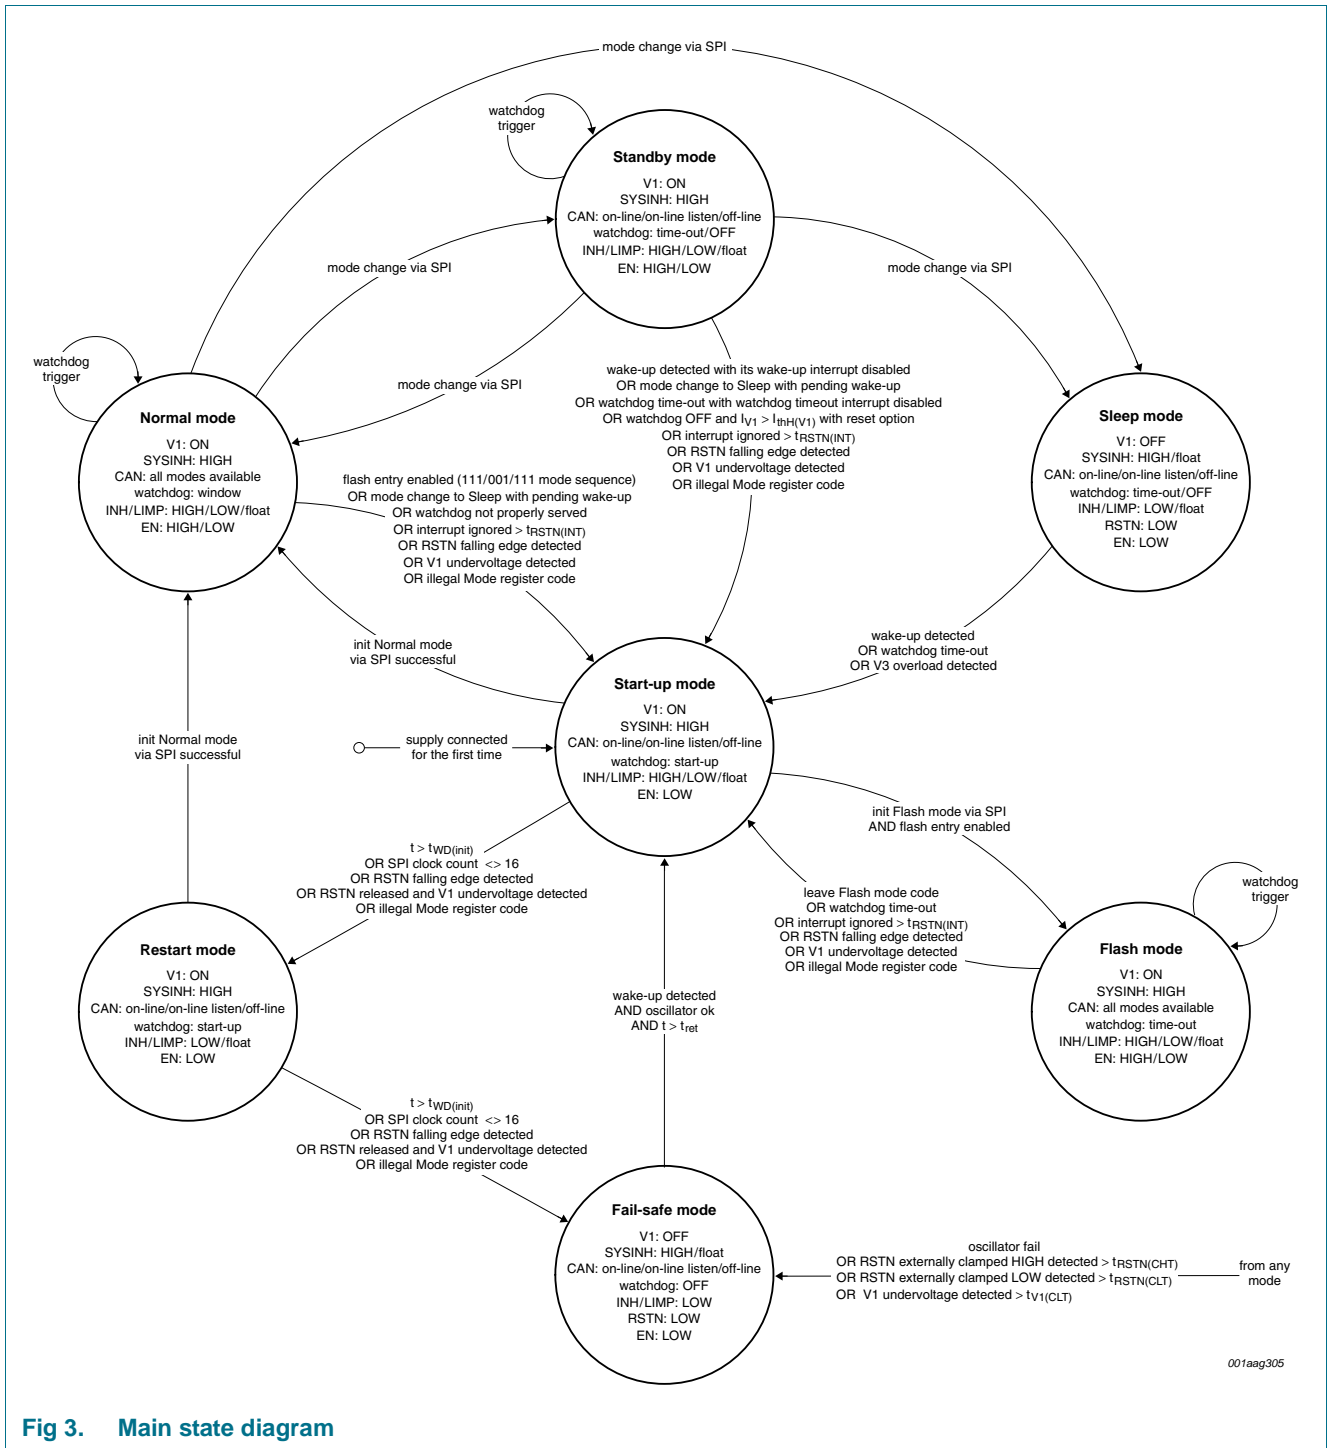 mode change via SPI
watchdog
trigger
Standby mode
V1: ON
SYSINH: HIGH
CAN: on-line/on-line listen/off-line
watchdog: time-out/OFF
INH/LIMP: HIGH/LOW/float
EN: HIGH/LOW
mode change via SPI
mode change via SPI
mode change via SPI
watchdog
trigger
Normal mode
V1: ON
SYSINH: HIGH
CAN: all modes available
watchdog: window
INH/LIMP: HIGH/LOW/float
EN: HIGH/LOW
wake-up detected with its wake-up interrupt disabled
OR mode change to Sleep with pending wake-up
OR watchdog time-out with watchdog timeout interrupt disabled
OR watchdog OFF and IV1 > IthH(V1) with reset option
OR interrupt ignored > tRSTN(INT)
OR RSTN falling edge detected
OR V1 undervoltage detected
OR illegal Mode register code
Sleep mode
V1: OFF
SYSINH: HIGH/float
CAN: on-line/on-line listen/off-line
watchdog: time-out/OFF
INH/LIMP: LOW/float
RSTN: LOW
EN: LOW
flash entry enabled (111/001/111 mode sequence)
OR mode change to Sleep with pending wake-up
OR watchdog not properly served
OR interrupt ignored > tRSTN(INT)
OR RSTN falling edge detected
OR V1 undervoltage detected
OR illegal Mode register code
init Normal mode
via SPI successful
wake-up detected
OR watchdog time-out
OR V3 overload detected
Start-up mode
V1: ON
SYSINH: HIGH
CAN: on-line/on-line listen/off-line
watchdog: start-up
INH/LIMP: HIGH/LOW/float
EN: LOW
init Normal mode
via SPI successful
supply connected
for the first time
init Flash mode via SPI
AND flash entry enabled
t > tWD(init)
OR SPI clock count <> 16
OR RSTN falling edge detected
OR RSTN released and V1 undervoltage detected
OR illegal Mode register code
leave Flash mode code
OR watchdog time-out
OR interrupt ignored > tRSTN(INT)
OR RSTN falling edge detected
OR V1 undervoltage detected
OR illegal Mode register code
watchdog
trigger
Restart mode
V1: ON
SYSINH: HIGH
CAN: on-line/on-line listen/off-line
watchdog: start-up
INH/LIMP: LOW/float
EN: LOW
Flash mode
V1: ON
SYSINH: HIGH
CAN: all modes available
watchdog: time-out
INH/LIMP: HIGH/LOW/float
EN: HIGH/LOW
wake-up detected
AND oscillator ok
AND t > tret
t > tWD(init)
OR SPI clock count <> 16
OR RSTN falling edge detected
OR RSTN released and V1 undervoltage detected
OR illegal Mode register code
Fail-safe mode
V1: OFF
SYSINH: HIGH/float
CAN: on-line/on-line listen/off-line
watchdog: OFF
INH/LIMP: LOW
RSTN: LOW
EN: LOW
oscillator fail
OR RSTN externally clamped HIGH detected > tRSTN(CHT)
OR RSTN externally clamped LOW detected > tRSTN(CLT)
OR V1 undervoltage detected > tV1(CLT)
from any
mode
001aag305
Fig 3. Main state diagram